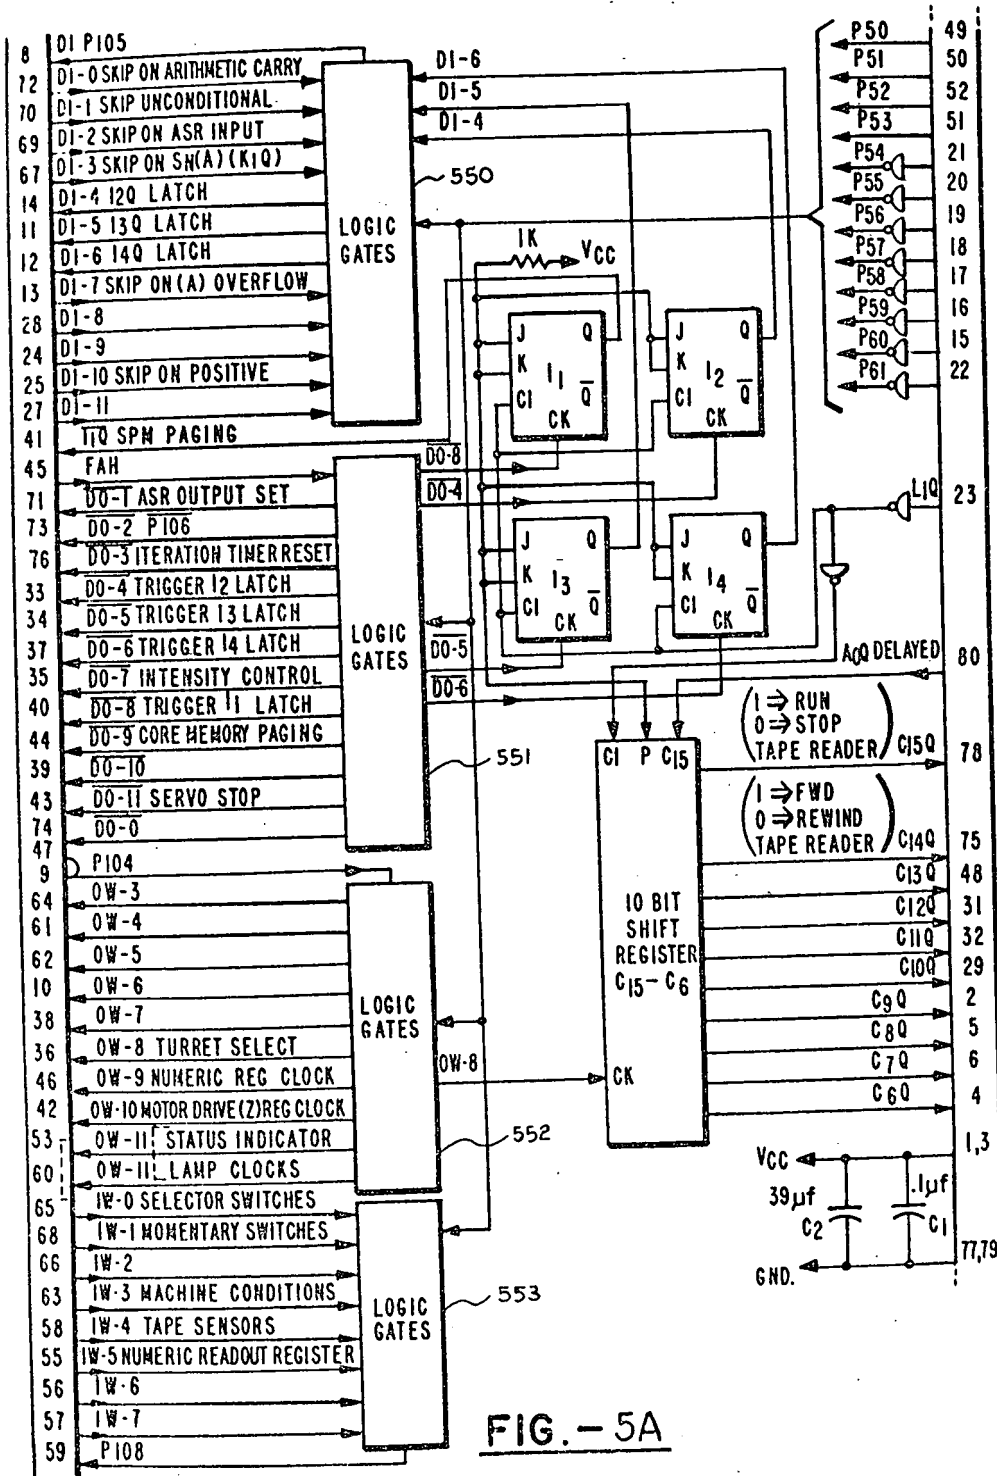 8 DI P105
72 DI-0 SKIP ON ARITHMETIC CARRY
70 DI-1 SKIP UNCONDITIONAL
69 DI-2 SKIP ON ASR INPUT
67 DI-3 SKIP ON SN(A)(K1Q)
14 DI-4 I2Q LATCH
11 DI-5 I3Q LATCH
12 DI-6 I4Q LATCH
13 DI-7 SKIP ON (A) OVERFLOW
28 DI-8
24 DI-9
25 DI-10 SKIP ON POSITIVE
27 DI-11
41 I1Q SPM PAGING
45 FAH
71 DO-1 ASR OUTPUT SET
73 DO-2 P106
76 DO-3 ITERATION TIMER RESET
33 DO-4 TRIGGER I2 LATCH
34 DO-5 TRIGGER I3 LATCH
37 DO-6 TRIGGER I4 LATCH
35 DO-7 INTENSITY CONTROL
40 DO-8 TRIGGER I1 LATCH
44 DO-9 CORE MEMORY PAGING
39 DO-10
43 DO-11 SERVO STOP
74 DO-0
47
9 P104
64 OW-3
61 OW-4
62 OW-5
10 OW-6
38 OW-7
36 OW-8 TURRET SELECT
46 OW-9 NUMERIC REG CLOCK
42 OW-10 MOTOR DRIVE(Z)REG CLOCK
53 OW-11 STATUS INDICATOR
60 OW-11 LAMP CLOCKS
65 IW-0 SELECTOR SWITCHES
68 IW-1 MOMENTARY SWITCHES
66 IW-2
63 IW-3 MACHINE CONDITIONS
58 IW-4 TAPE SENSORS
55 IW-5 NUMERIC READOUT REGISTER
56 IW-6
57 IW-7
59 P108
LOGIC
GATES
550
LOGIC
GATES
551
LOGIC
GATES
552
LOGIC
GATES
553
DI-6
DI-5
DI-4
1K
VCC
J Q
K I1
CI Q
CK
J Q
K I2
CI Q
CK
DO-8
DO-4
J Q
K I3
CI Q
CK
J Q
K I4
CI Q
CK
DO-5
DO-6
OW-8
CI P C15
10 BIT
SHIFT
REGISTER
C15-C6
CK
P50 49
P51 50
P52 52
P53 51
P54 21
P55 20
P56 19
P57 18
P58 17
P59 16
P60 15
P61 22
L1Q 23
A0Q DELAYED 80
(1⇒RUN
0⇒STOP
TAPE READER) C15Q 78
(1⇒FWD
0⇒REWIND
TAPE READER) C14Q 75
C13Q 48
C12Q 31
C11Q 32
C10Q 29
C9Q 2
C8Q 5
C7Q 6
C6Q 4
VCC 1,3
39µf C2
.1µf C1
GND. 77,79
FIG.-5A